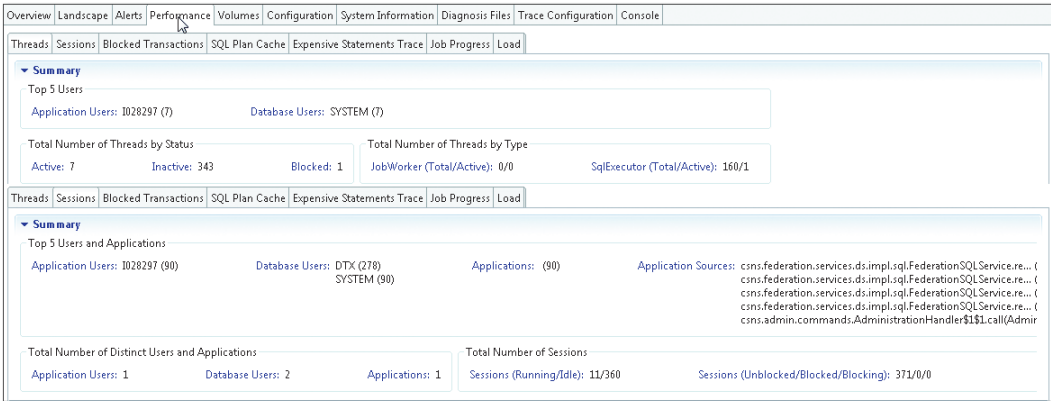 Overview Landscape Alerts Performance Volumes Configuration System Information Diagnosis Files Trace Configuration Console
Threads Sessions Blocked Transactions SQL Plan Cache Expensive Statements Trace Job Progress Load
Summary
Top 5 Users
Application Users: I028297 (7) Database Users: SYSTEM (7)
Total Number of Threads by Status Total Number of Threads by Type
Active: 7 Inactive: 343 Blocked: 1 JobWorker (Total/Active): 0/0 SqlExecutor (Total/Active): 160/1
Threads Sessions Blocked Transactions SQL Plan Cache Expensive Statements Trace Job Progress Load
Summary
Top 5 Users and Applications
Application Users: I028297 (90) Database Users: DTX (278) Applications: (90) Application Sources: csns.federation.services.ds.impl.sql.FederationSQLService.re... (
SYSTEM (90) csns.federation.services.ds.impl.sql.FederationSQLService.re... (
csns.federation.services.ds.impl.sql.FederationSQLService.re... (
csns.federation.services.ds.impl.sql.FederationSQLService.re... (
csns.admin.commands.AdministrationHandler$1$1.call(Admir
Total Number of Distinct Users and Applications Total Number of Sessions
Application Users: 1 Database Users: 2 Applications: 1 Sessions (Running/Idle): 11/360 Sessions (Unblocked/Blocked/Blocking): 371/0/0